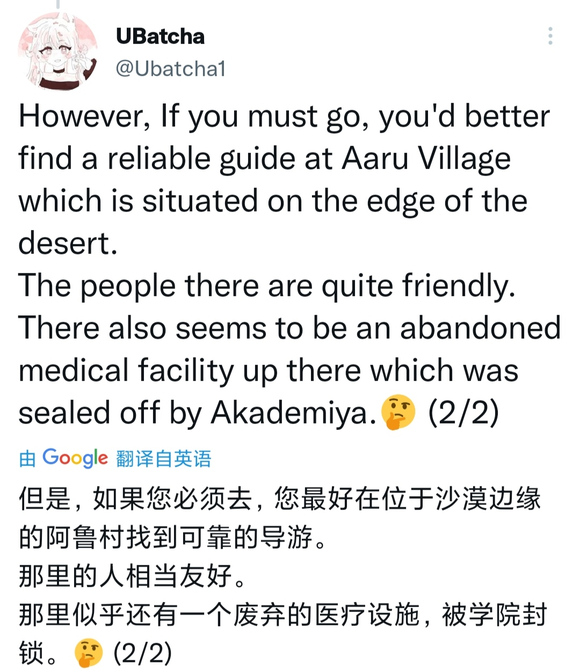 UBatcha
@Ubatcha1
However, If you must go, you'd better
find a reliable guide at Aaru Village
which is situated on the edge of the
desert.
The people there are quite friendly.
There also seems to be an abandoned
medical facility up there which was
sealed off by Akademiya.🤔 (2/2)
由 Google 翻译自英语
但是，如果您必须去，您最好在位于沙漠边缘
的阿鲁村找到可靠的导游。
那里的人相当友好。
那里似乎还有一个废弃的医疗设施，被学院封
锁。🤔 (2/2)